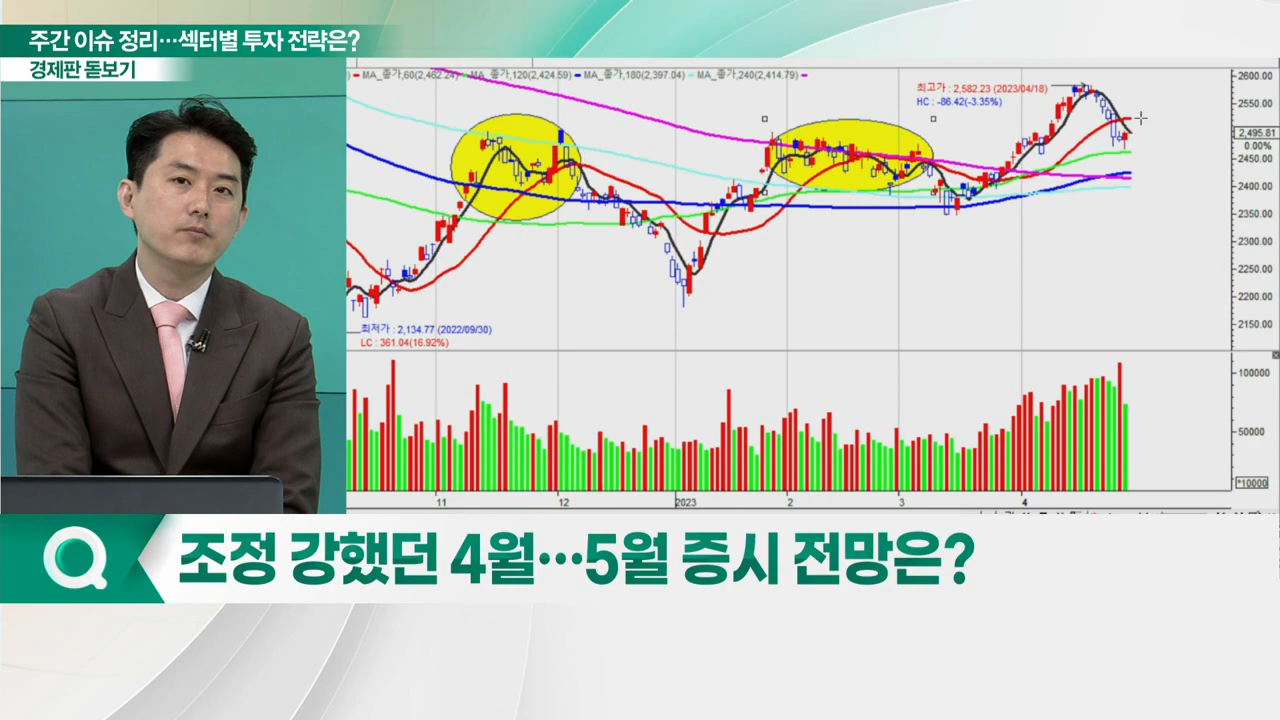 주간 이슈 정리…섹터별 투자 전략은?
경제판 돋보기
) MA_종가,60(2,462.24) MA_종가,120(2,424.59) MA_종가,180(2,397.04) MA_종가,240(2,414.79)
최고가 : 2,582.23 (2023/04/18)
HC : -86.42(-3.35%)
2600.00
2550.00
2,495.81
0.00%
2450.00
2400.00
2350.00
2300.00
2250.00
2200.00
2150.00
최저가 : 2,134.77 (2022/09/30)
LC : 361.04(16.92%)
100000
50000
*10000
11 12 2023 2 3 4
Q 조정 강했던 4월…5월 증시 전망은?